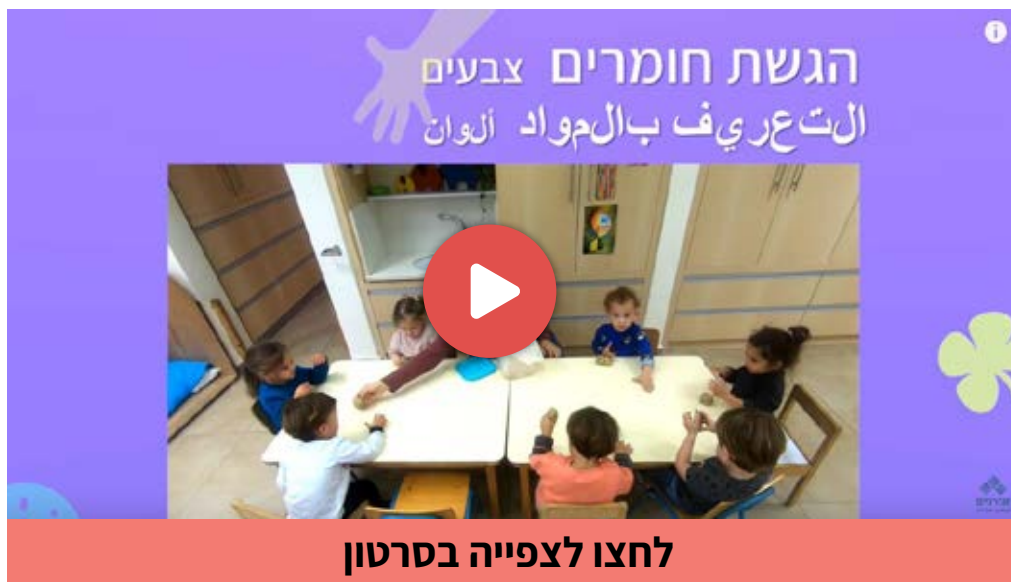 הגשת חומרים צבעים
التعريف بالمواد ألوان
לחצו לצפייה בסרטון